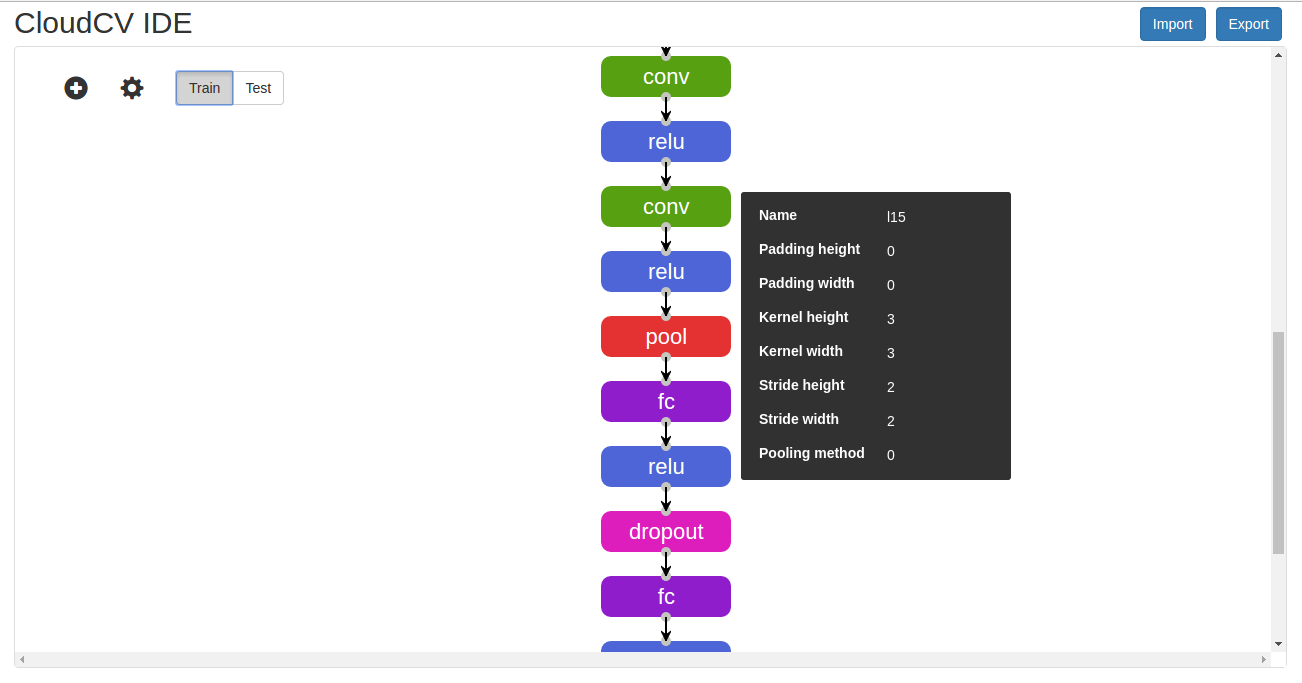 CloudCV IDE
Import
Export
Train
Test
conv
relu
conv
relu
pool
fc
relu
dropout
fc
Name l15
Padding height 0
Padding width 0
Kernel height 3
Kernel width 3
Stride height 2
Stride width 2
Pooling method 0